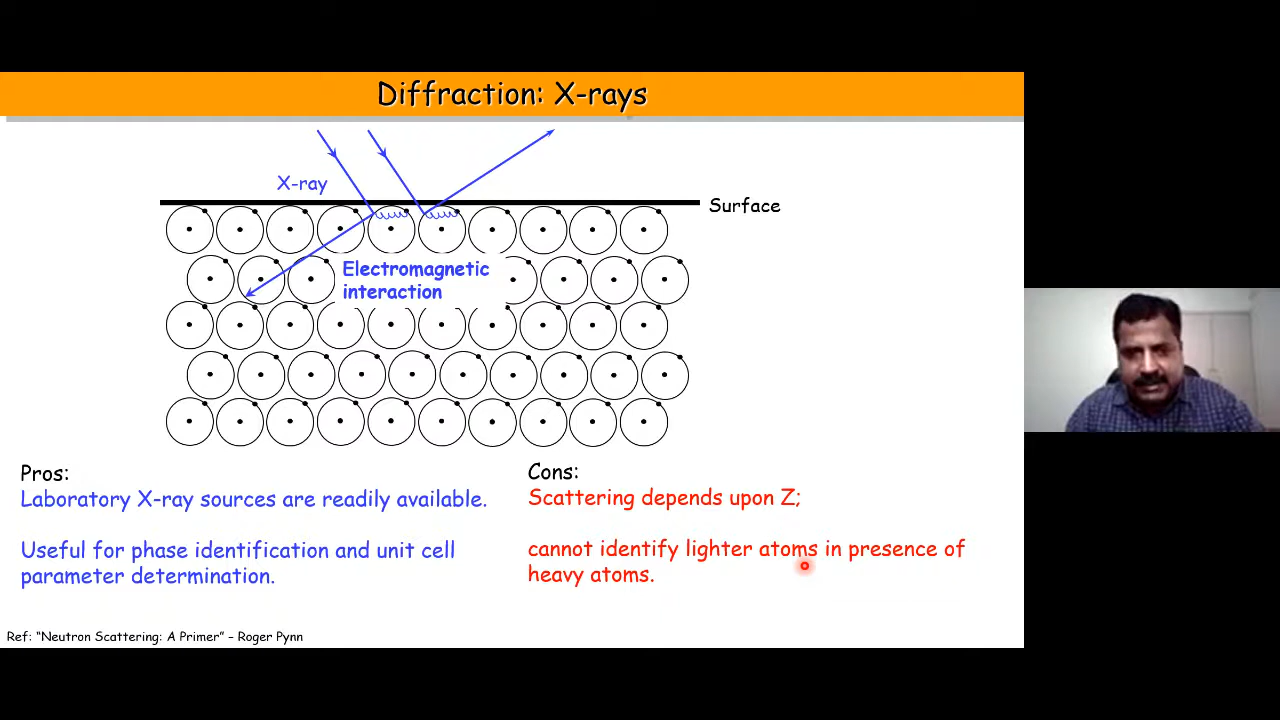 Diffraction: X-rays
X-ray
Surface
Electromagnetic
interaction
Pros:
Laboratory X-ray sources are readily available.
Useful for phase identification and unit cell
parameter determination.
Cons:
Scattering depends upon Z;
cannot identify lighter atoms in presence of
heavy atoms.
Ref: “Neutron Scattering: A Primer” – Roger Pynn